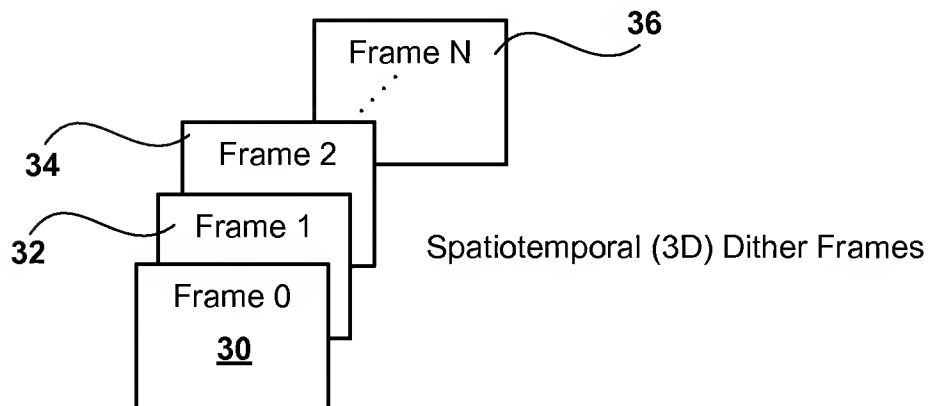 Frame N
36
34
Frame 2
32
Frame 1
Spatiotemporal (3D) Dither Frames
Frame 0
30